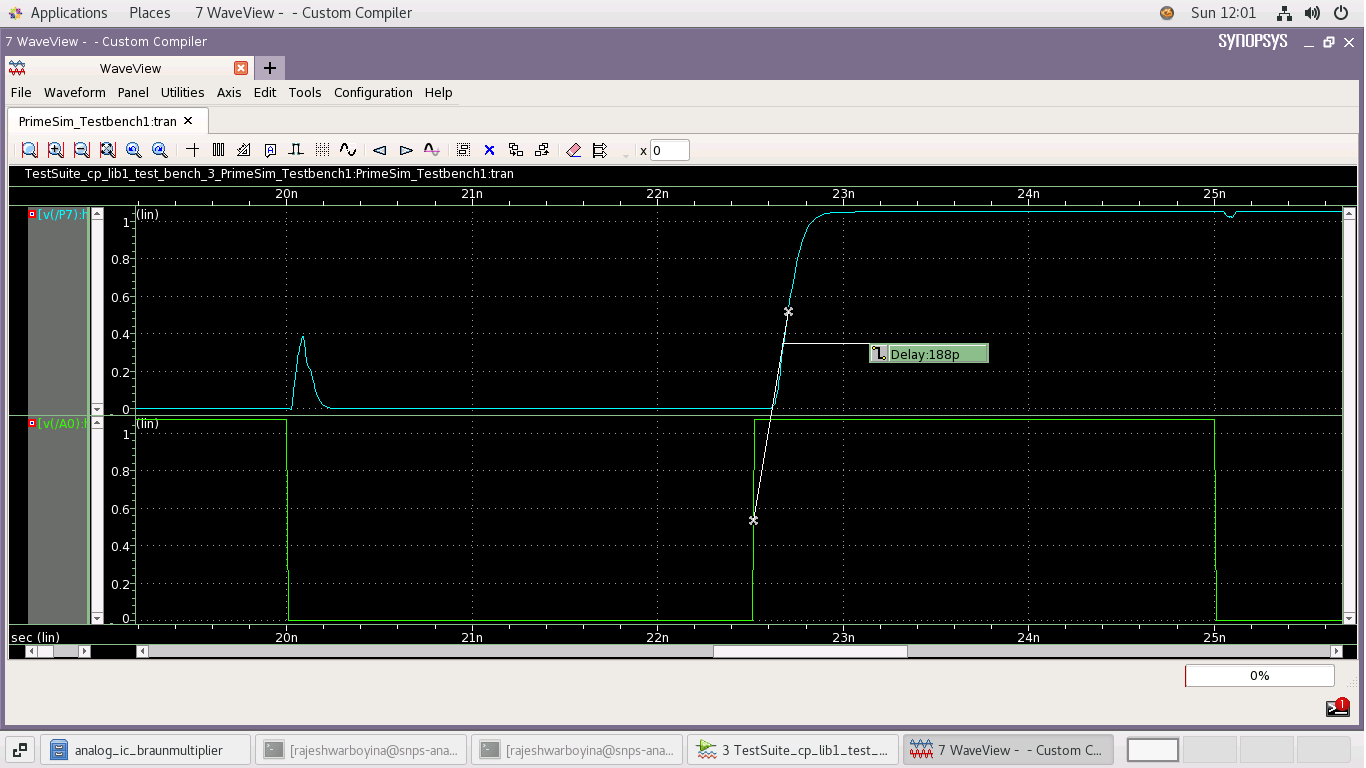 Applications Places 7 WaveView - - Custom Compiler Sun 12:01
7 WaveView - - Custom Compiler SYNOPSYS
WaveView
File Waveform Panel Utilities Axis Edit Tools Configuration Help
PrimeSim_Testbench1:tran
x 0
TestSuite_cp_lib1_test_bench_3_PrimeSim_Testbench1:PrimeSim_Testbench1:tran
20n 21n 22n 23n 24n 25n
[v(/P7):h (lin)
1
0.8
0.6
0.4
Delay:188p
0.2
0
[v(/A0):h (lin)
1
0.8
0.6
0.4
0.2
0
sec (lin) 20n 21n 22n 23n 24n 25n
0%
1
analog_ic_braunmultiplier [rajeshwarboyina@snps-ana... [rajeshwarboyina@snps-ana... 3 TestSuite_cp_lib1_test_... 7 WaveView - - Custom C...